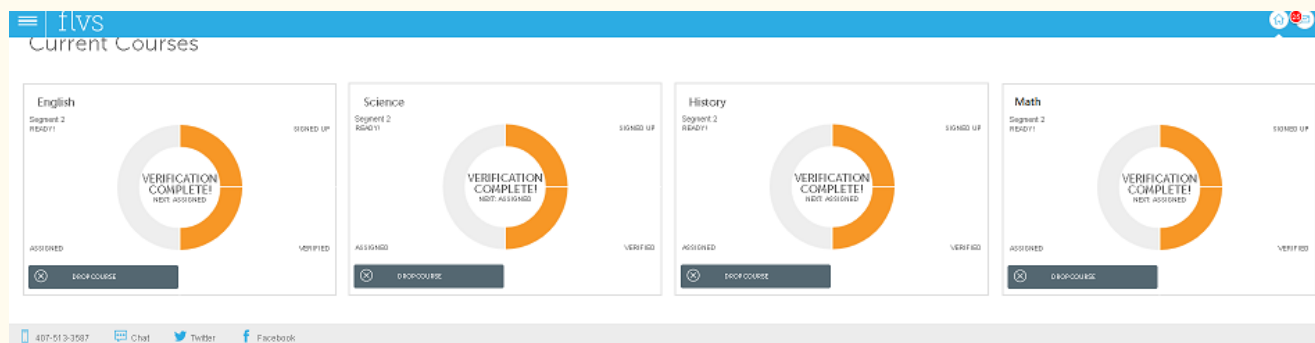 flvs
25
Current Courses
English
Segment 2
READY!
SIGNED UP
VERIFICATION
COMPLETE!
NEXT: ASSIGNED
ASSIGNED
VERIFIED
DROP COURSE
Science
Segment 2
READY!
SIGNED UP
VERIFICATION
COMPLETE!
NEXT: ASSIGNED
ASSIGNED
VERIFIED
DROP COURSE
History
Segment 2
READY!
SIGNED UP
VERIFICATION
COMPLETE!
NEXT: ASSIGNED
ASSIGNED
VERIFIED
DROP COURSE
Math
Segment 2
READY!
SIGNED UP
VERIFICATION
COMPLETE!
NEXT: ASSIGNED
ASSIGNED
VERIFIED
DROP COURSE
407-513-3587 Chat Twitter Facebook